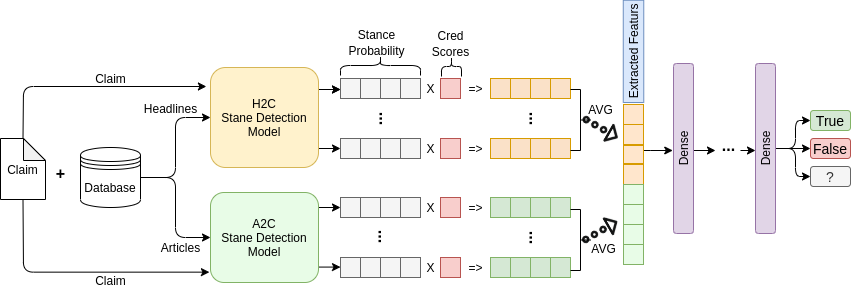 Stance
Probability
Cred
Scores
Extracted Featurs
Claim
Headlines
H2C
Stane Detection
Model
X
=>
...
X
=>
AVG
Claim
+
Database
Dense
...
Dense
True
False
?
A2C
Stane Detection
Model
X
=>
...
X
=>
AVG
Articles
Claim